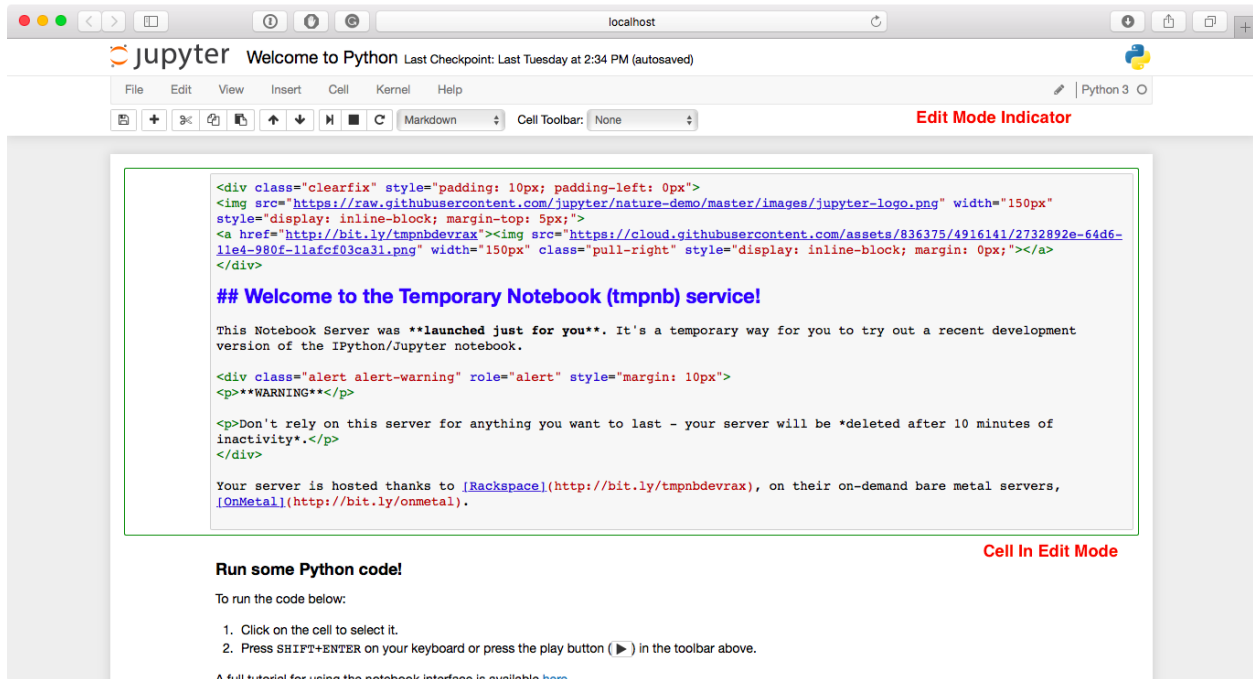 localhost
jupyter Welcome to Python Last Checkpoint: Last Tuesday at 2:34 PM (autosaved)
File Edit View Insert Cell Kernel Help Python 3
Markdown Cell Toolbar: None Edit Mode Indicator
<div class="clearfix" style="padding: 10px; padding-left: 0px">
<img src="https://raw.githubusercontent.com/jupyter/nature-demo/master/images/jupyter-logo.png" width="150px"
style="display: inline-block; margin-top: 5px;">
<a href="http://bit.ly/tmpnbdevrax"><img src="https://cloud.githubusercontent.com/assets/836375/4916141/2732892e-64d6-
11e4-980f-11afcf03ca31.png" width="150px" class="pull-right" style="display: inline-block; margin: 0px;"></a>
</div>
## Welcome to the Temporary Notebook (tmpnb) service!
This Notebook Server was **launched just for you**. It's a temporary way for you to try out a recent development
version of the IPython/Jupyter notebook.
<div class="alert alert-warning" role="alert" style="margin: 10px">
<p>**WARNING**</p>
<p>Don't rely on this server for anything you want to last - your server will be *deleted after 10 minutes of
inactivity*.</p>
</div>
Your server is hosted thanks to [Rackspace](http://bit.ly/tmpnbdevrax), on their on-demand bare metal servers,
[OnMetal](http://bit.ly/onmetal).
Cell In Edit Mode
Run some Python code!
To run the code below:
1. Click on the cell to select it.
2. Press SHIFT+ENTER on your keyboard or press the play button ( ) in the toolbar above.
A full tutorial for using the notebook interface is available here.